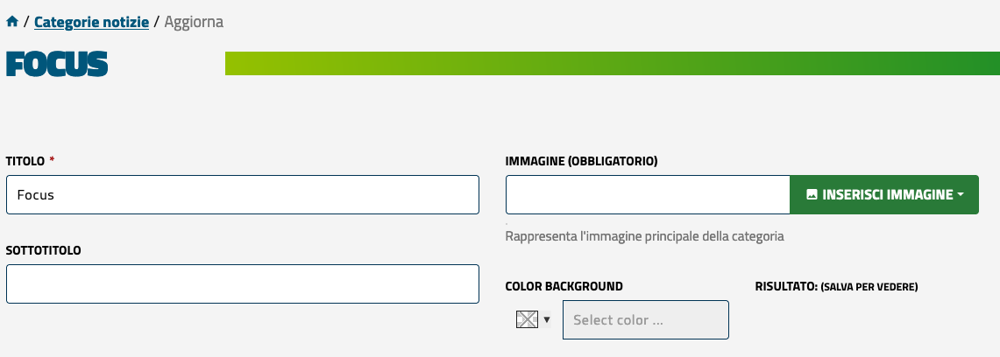 / Categorie notizie / Aggiorna
FOCUS
TITOLO *
Focus
SOTTOTITOLO
IMMAGINE (OBBLIGATORIO)
INSERISCI IMMAGINE
Rappresenta l'immagine principale della categoria
COLOR BACKGROUND
Select color ...
RISULTATO: (SALVA PER VEDERE)